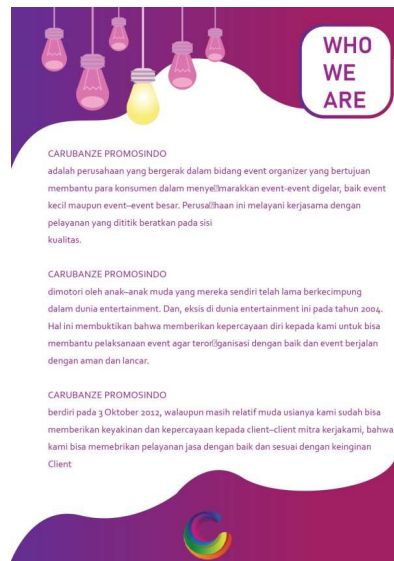 WHO
WE
ARE
CARUBANZE PROMOSINDO
adalah perusahaan yang bergerak dalam bidang event organizer yang bertujuan
membantu para konsumen dalam menye￾marakkan event-event digelar, baik event
kecil maupun event–event besar. Perusa￾haan ini melayani kerjasama dengan
pelayanan yang dititik beratkan pada sisi
kualitas.
CARUBANZE PROMOSINDO
dimotori oleh anak–anak muda yang mereka sendiri telah lama berkecimpung
dalam dunia entertainment. Dan, eksis di dunia entertainment ini pada tahun 2004.
Hal ini membuktikan bahwa memberikan kepercayaan diri kepada kami untuk bisa
membantu pelaksanaan event agar teror￾ganisasi dengan baik dan event berjalan
dengan aman dan lancar.
CARUBANZE PROMOSINDO
berdiri pada 3 Oktober 2012, walaupun masih relatif muda usianya kami sudah bisa
memberikan keyakinan dan kepercayaan kepada client–client mitra kerjakami, bahwa
kami bisa memebrikan pelayanan jasa dengan baik dan sesuai dengan keinginan
Client